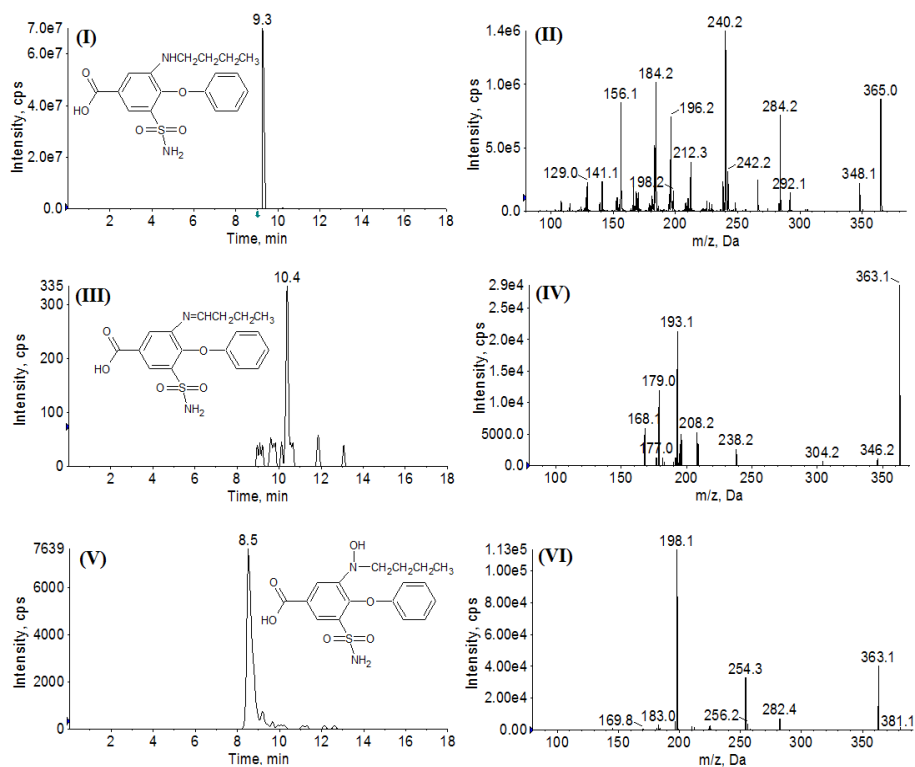 (I)
9.3
7.0e7
6.0e7
4.0e7
2.0e7
0.0
Intensity, cps
NHCH₂CH₂CH₂CH₃
O
O
HO
O
S
O
NH₂
2 4 6 8 10 12 14 16 18
Time, min
(II)
240.2
1.4e6
1.0e6
5.0e5
0.0
Intensity, cps
184.2
156.1
196.2
284.2
365.0
212.3
129.0
141.1
198.2
242.2
292.1
348.1
100 150 200 250 300 350
m/z, Da
(III)
10.4
335
300
200
100
0
Intensity, cps
N=CHCH₂CH₂CH₃
O
O
HO
O
S
O
NH₂
2 4 6 8 10 12 14 16 18
Time, min
(IV)
363.1
2.9e4
2.0e4
1.5e4
1.0e4
5000.0
0.0
Intensity, cps
193.1
179.0
168.1
177.0
208.2
238.2
304.2
346.2
150 200 250 300 350
m/z, Da
(V)
8.5
7639
6000
4000
2000
0
Intensity, cps
OH
N
CH₂CH₂CH₂CH₃
O
O
HO
O
S
O
NH₂
2 4 6 8 10 12 14 16 18
Time, min
(VI)
198.1
1.13e5
1.00e5
8.00e4
6.00e4
4.00e4
2.00e4
0.00
Intensity, cps
363.1
254.3
169.8
183.0
256.2
282.4
381.1
100 150 200 250 300 350
m/z, Da